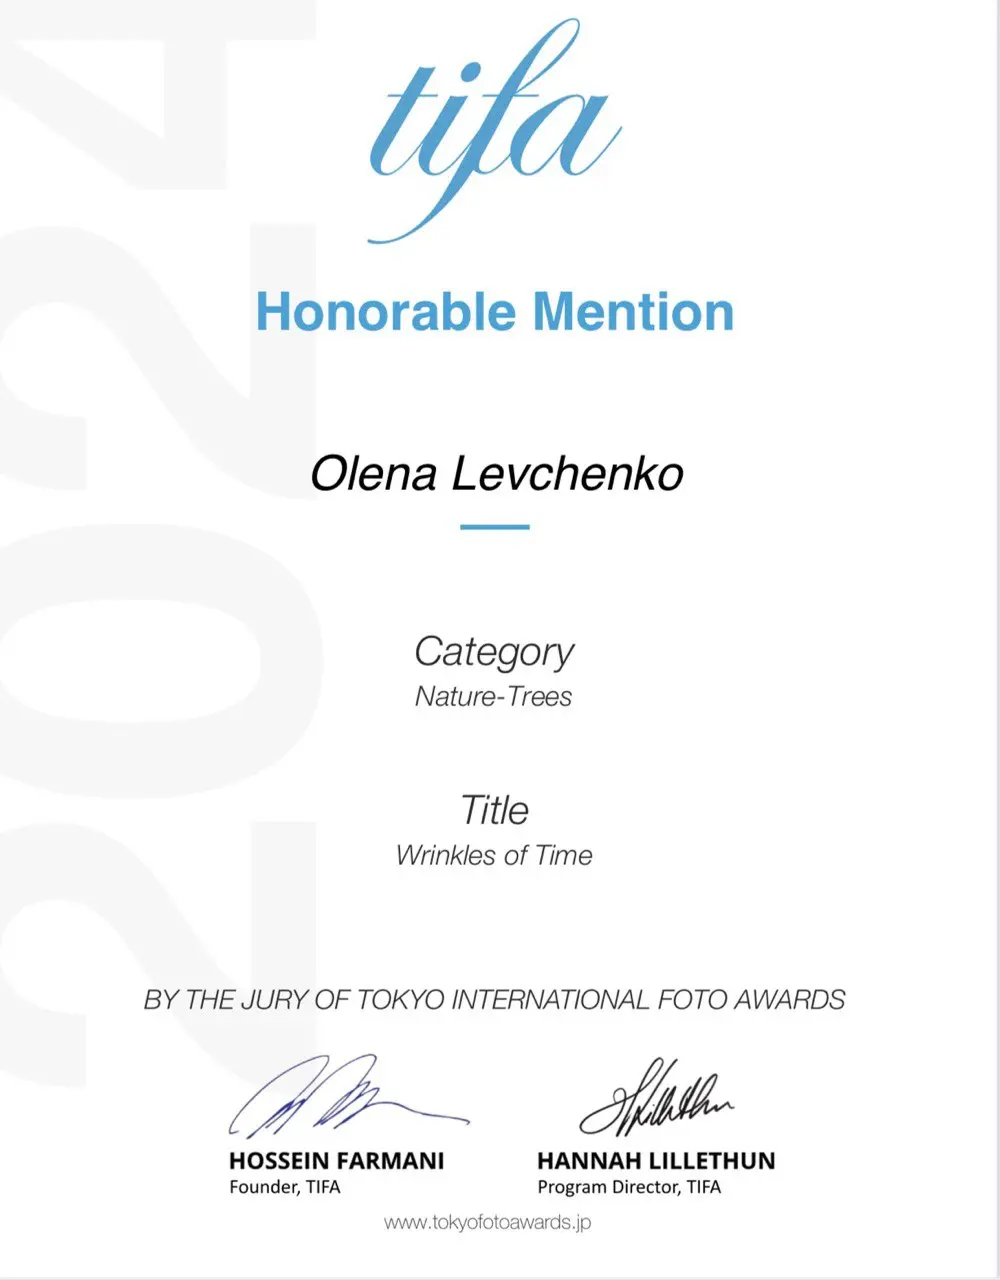 tifa
Honorable Mention
Olena Levchenko
Category
Nature-Trees
Title
Wrinkles of Time
BY THE JURY OF TOKYO INTERNATIONAL FOTO AWARDS
HOSSEIN FARMANI
Founder, TIFA
HANNAH LILLETHUN
Program Director, TIFA
www.tokyofotoawards.jp
2024